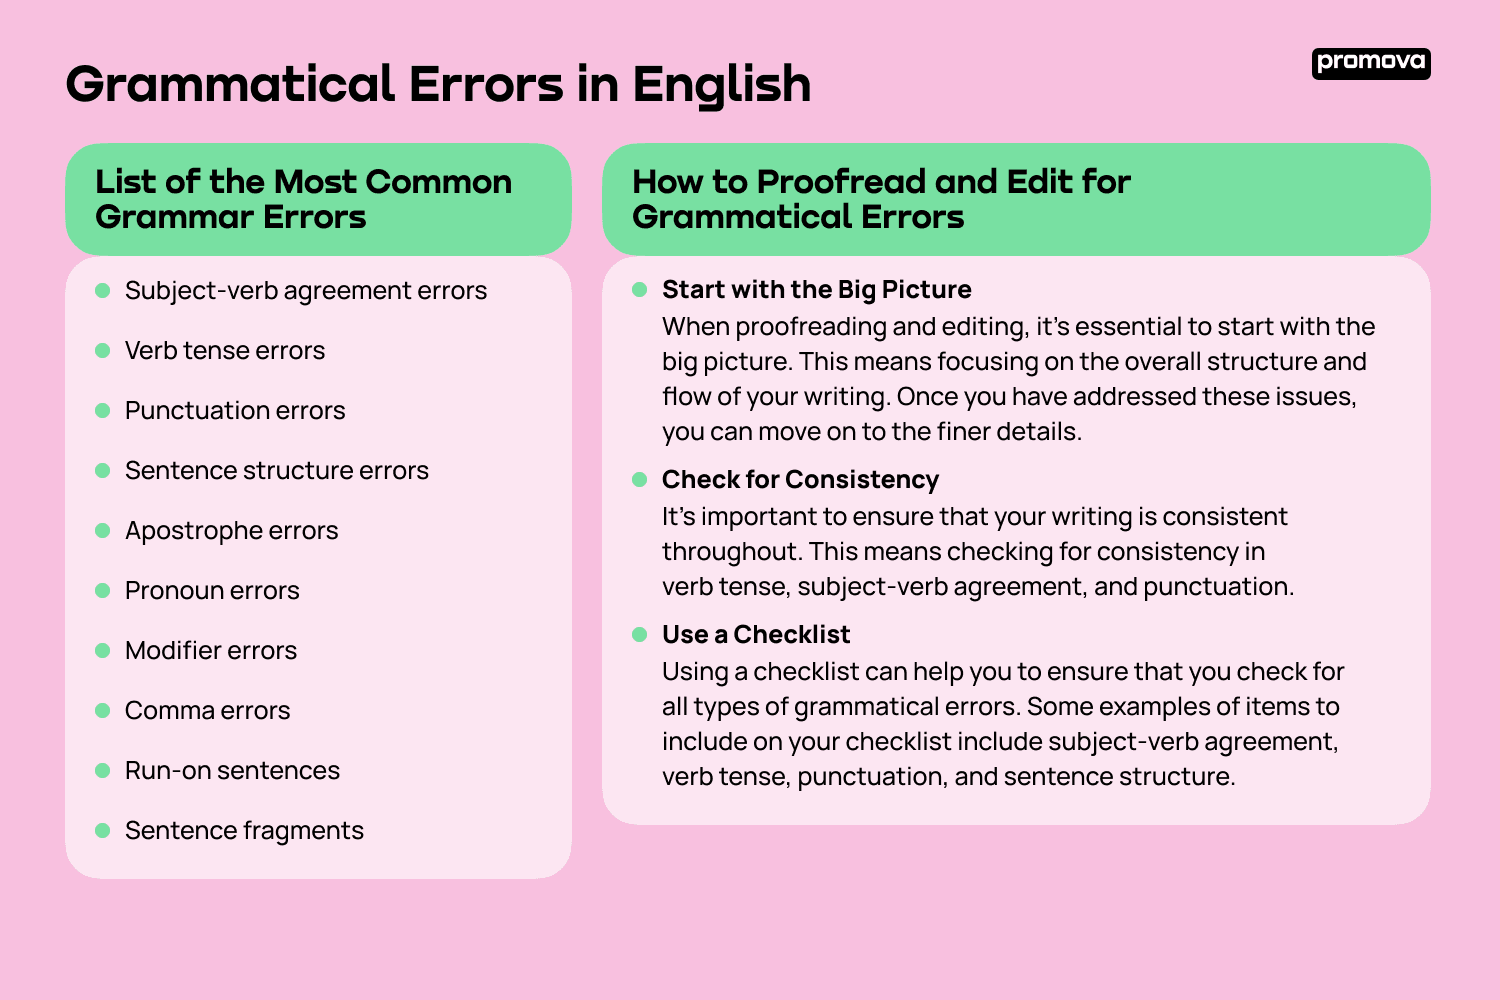 Grammatical Errors in English
promova
List of the Most Common
Grammar Errors
Subject-verb agreement errors
Verb tense errors
Punctuation errors
Sentence structure errors
Apostrophe errors
Pronoun errors
Modifier errors
Comma errors
Run-on sentences
Sentence fragments
How to Proofread and Edit for
Grammatical Errors
Start with the Big Picture
When proofreading and editing, it’s essential to start with the
big picture. This means focusing on the overall structure and
flow of your writing. Once you have addressed these issues,
you can move on to the finer details.
Check for Consistency
It’s important to ensure that your writing is consistent
throughout. This means checking for consistency in
verb tense, subject-verb agreement, and punctuation.
Use a Checklist
Using a checklist can help you to ensure that you check for
all types of grammatical errors. Some examples of items to
include on your checklist include subject-verb agreement,
verb tense, punctuation, and sentence structure.